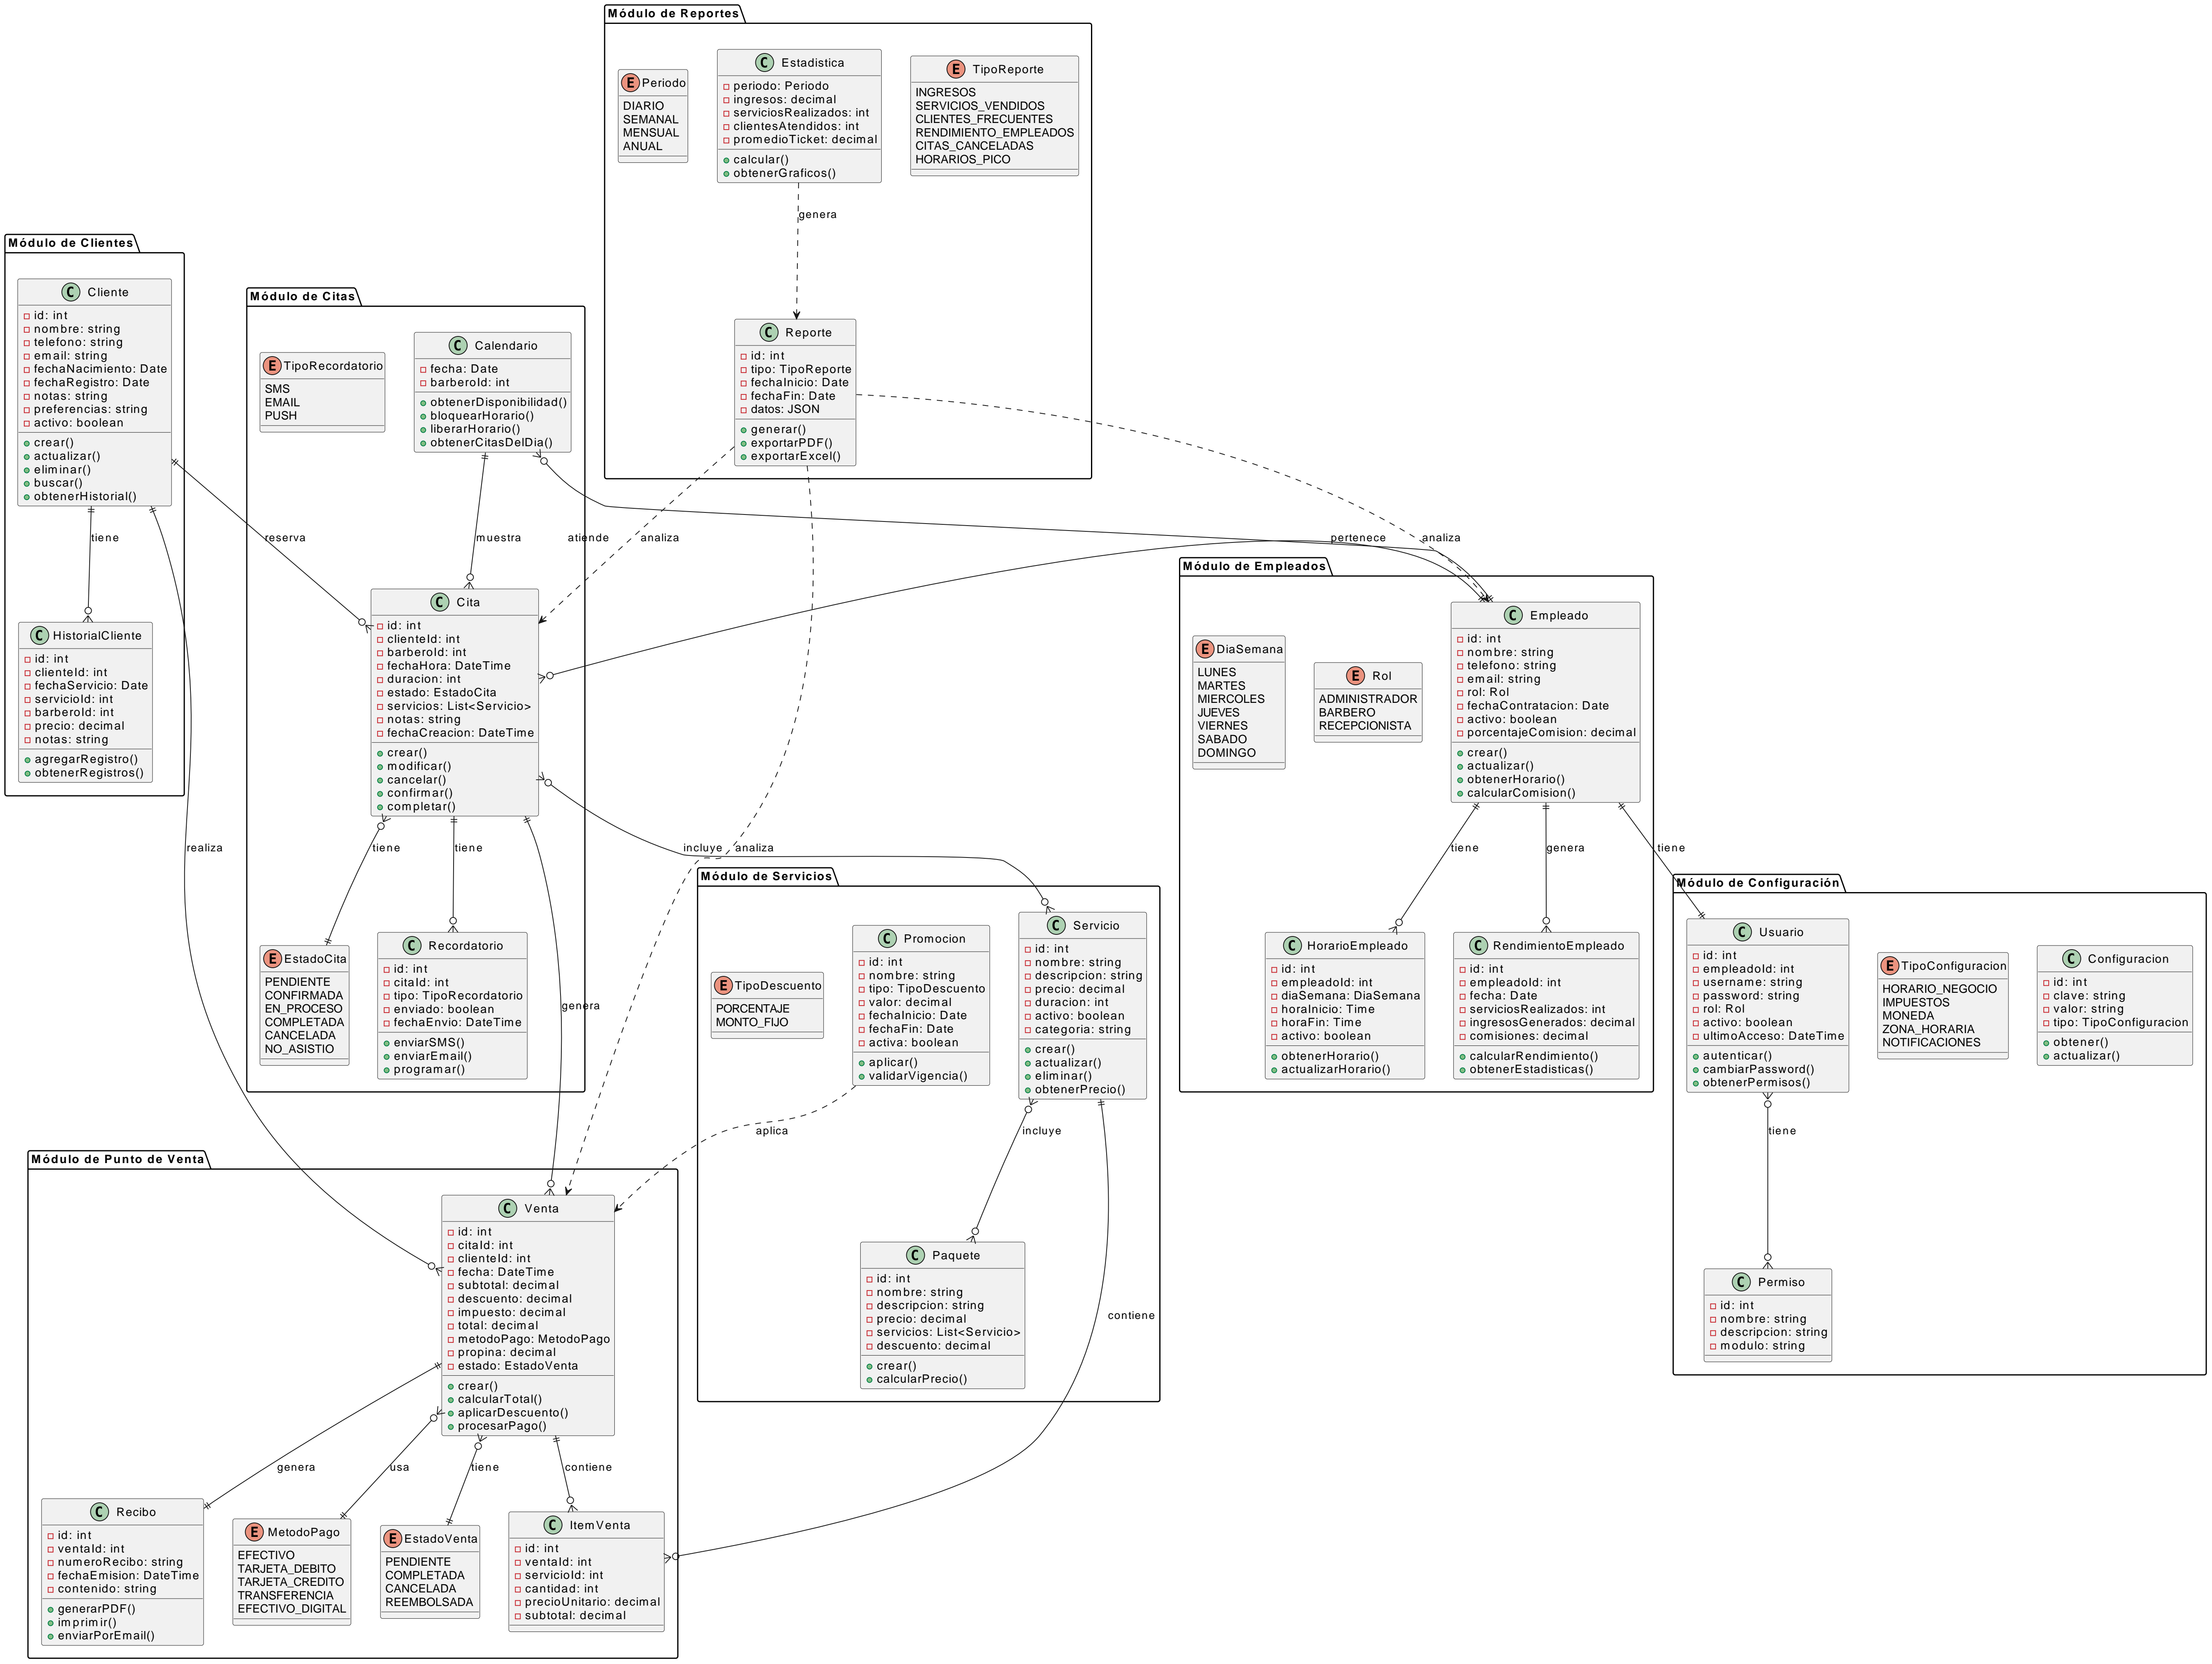 Módulo de Reportes
E Periodo
DIARIO
SEMANAL
MENSUAL
ANUAL
C Estadistica
periodo: Periodo
ingresos: decimal
serviciosRealizados: int
clientesAtendidos: int
promedioTicket: decimal
calcular()
obtenerGraficos()
E TipoReporte
INGRESOS
SERVICIOS_VENDIDOS
CLIENTES_FRECUENTES
RENDIMIENTO_EMPLEADOS
CITAS_CANCELADAS
HORARIOS_PICO
genera
C Reporte
id: int
tipo: TipoReporte
fechaInicio: Date
fechaFin: Date
datos: JSON
generar()
exportarPDF()
exportarExcel()
Módulo de Clientes
C Cliente
id: int
nombre: string
telefono: string
email: string
fechaNacimiento: Date
fechaRegistro: Date
notas: string
preferencias: string
activo: boolean
crear()
actualizar()
eliminar()
buscar()
obtenerHistorial()
tiene
C HistorialCliente
id: int
clienteId: int
fechaServicio: Date
servicioId: int
barberoId: int
precio: decimal
notas: string
agregarRegistro()
obtenerRegistros()
Módulo de Citas
E TipoRecordatorio
SMS
EMAIL
PUSH
C Calendario
fecha: Date
barberoId: int
obtenerDisponibilidad()
bloquearHorario()
liberarHorario()
obtenerCitasDelDia()
reserva
muestra
atiende
analiza
pertenece
analiza
C Cita
id: int
clienteId: int
barberoId: int
fechaHora: DateTime
duracion: int
estado: EstadoCita
servicios: List<Servicio>
notas: string
fechaCreacion: DateTime
crear()
modificar()
cancelar()
confirmar()
completar()
realiza
tiene
tiene
incluye
analiza
E EstadoCita
PENDIENTE
CONFIRMADA
EN_PROCESO
COMPLETADA
CANCELADA
NO_ASISTIO
C Recordatorio
id: int
citaId: int
tipo: TipoRecordatorio
enviado: boolean
fechaEnvio: DateTime
enviarSMS()
enviarEmail()
programar()
genera
Módulo de Empleados
E DiaSemana
LUNES
MARTES
MIERCOLES
JUEVES
VIERNES
SABADO
DOMINGO
E Rol
ADMINISTRADOR
BARBERO
RECEPCIONISTA
C Empleado
id: int
nombre: string
telefono: string
email: string
rol: Rol
fechaContratacion: Date
activo: boolean
porcentajeComision: decimal
crear()
actualizar()
obtenerHorario()
calcularComision()
tiene
genera
tiene
C HorarioEmpleado
id: int
empleadoId: int
diaSemana: DiaSemana
horaInicio: Time
horaFin: Time
activo: boolean
obtenerHorario()
actualizarHorario()
C RendimientoEmpleado
id: int
empleadoId: int
fecha: Date
serviciosRealizados: int
ingresosGenerados: decimal
comisiones: decimal
calcularRendimiento()
obtenerEstadisticas()
Módulo de Servicios
E TipoDescuento
PORCENTAJE
MONTO_FIJO
C Promocion
id: int
nombre: string
tipo: TipoDescuento
valor: decimal
fechaInicio: Date
fechaFin: Date
activa: boolean
aplicar()
validarVigencia()
C Servicio
id: int
nombre: string
descripcion: string
precio: decimal
duracion: int
activo: boolean
categoria: string
crear()
actualizar()
eliminar()
obtenerPrecio()
aplica
incluye
C Paquete
id: int
nombre: string
descripcion: string
precio: decimal
servicios: List<Servicio>
descuento: decimal
crear()
calcularPrecio()
contiene
Módulo de Configuración
C Usuario
id: int
empleadoId: int
username: string
password: string
rol: Rol
activo: boolean
ultimoAcceso: DateTime
autenticar()
cambiarPassword()
obtenerPermisos()
E TipoConfiguracion
HORARIO_NEGOCIO
IMPUESTOS
MONEDA
ZONA_HORARIA
NOTIFICACIONES
C Configuracion
id: int
clave: string
valor: string
tipo: TipoConfiguracion
obtener()
actualizar()
tiene
C Permiso
id: int
nombre: string
descripcion: string
modulo: string
Módulo de Punto de Venta
C Venta
id: int
citaId: int
clienteId: int
fecha: DateTime
subtotal: decimal
descuento: decimal
impuesto: decimal
total: decimal
metodoPago: MetodoPago
propina: decimal
estado: EstadoVenta
crear()
calcularTotal()
aplicarDescuento()
procesarPago()
genera
usa
tiene
contiene
C Recibo
id: int
ventaId: int
numeroRecibo: string
fechaEmision: DateTime
contenido: string
generarPDF()
imprimir()
enviarPorEmail()
E MetodoPago
EFECTIVO
TARJETA_DEBITO
TARJETA_CREDITO
TRANSFERENCIA
EFECTIVO_DIGITAL
E EstadoVenta
PENDIENTE
COMPLETADA
CANCELADA
REEMBOLSADA
C ItemVenta
id: int
ventaId: int
servicioId: int
cantidad: int
precioUnitario: decimal
subtotal: decimal